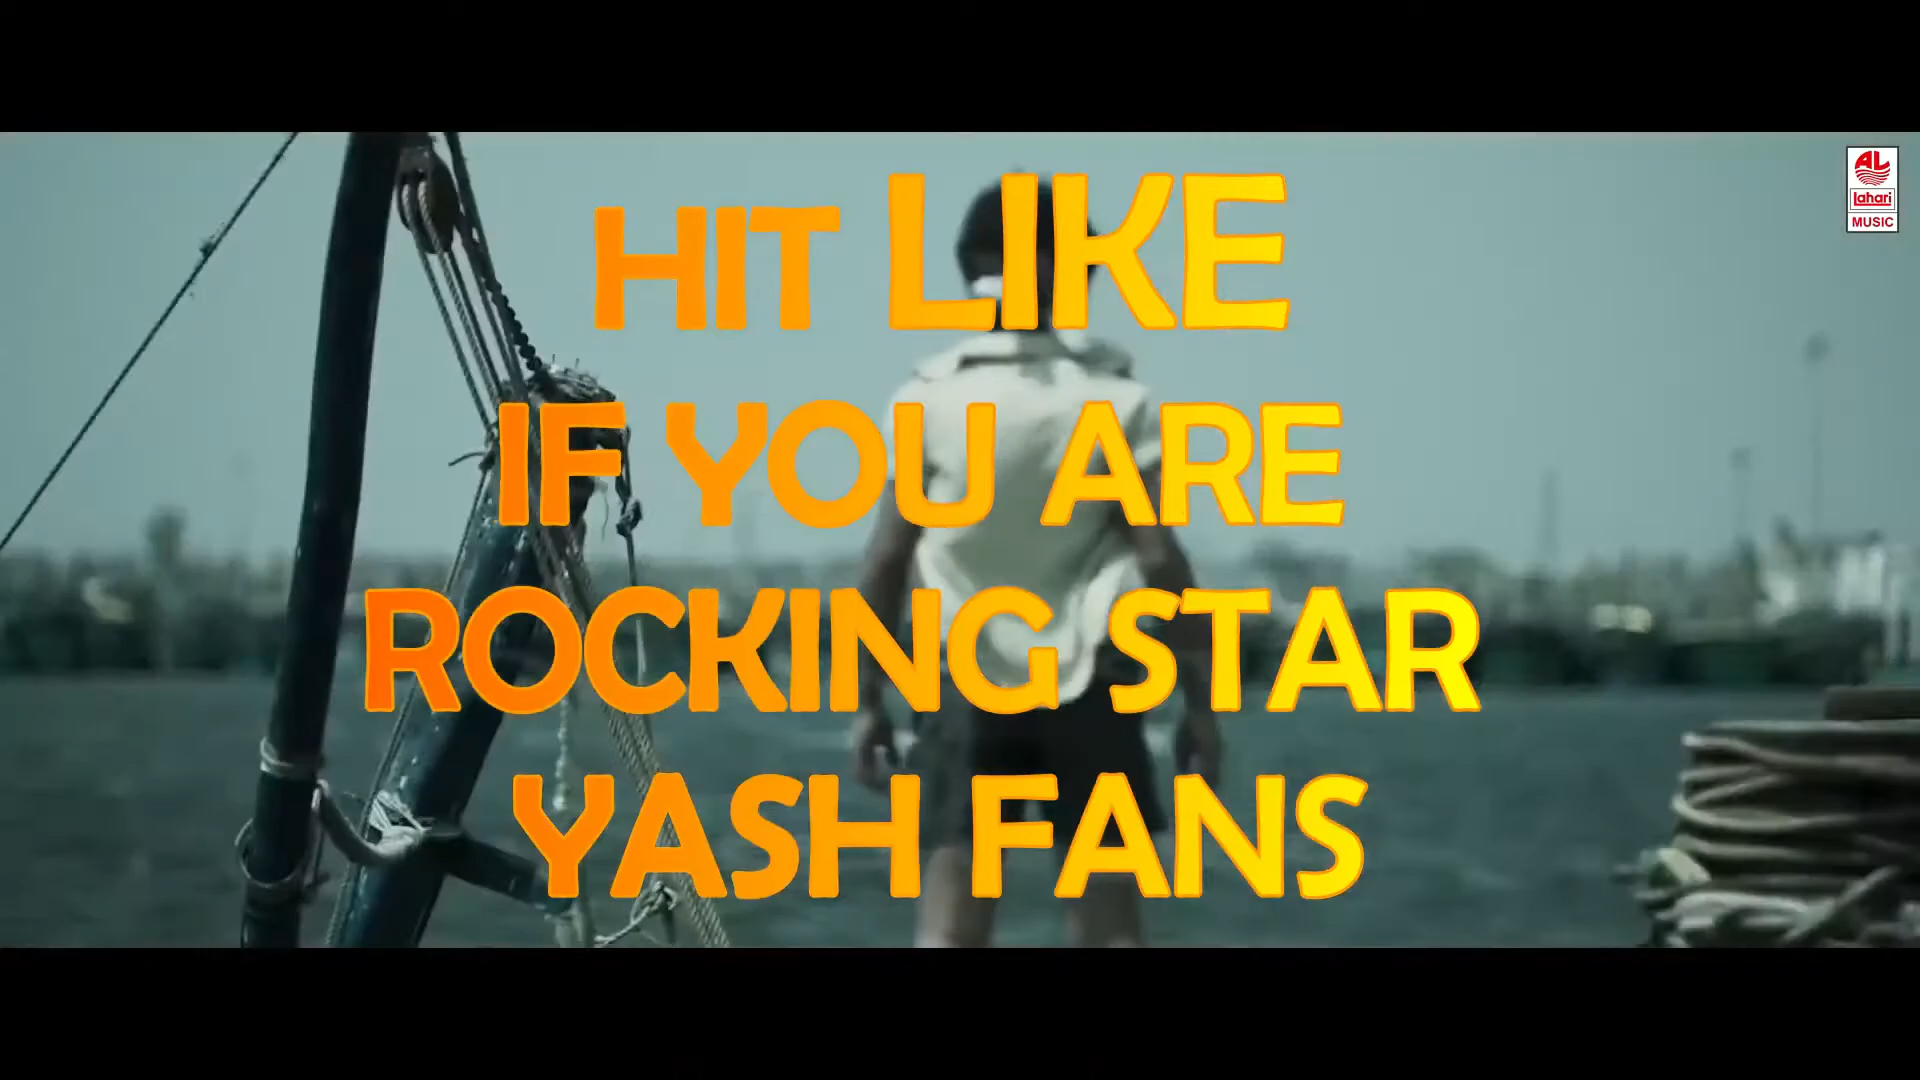 HIT LIKE
IF YOU ARE
ROCKING STAR
YASH FANS
AL
Lahari
MUSIC